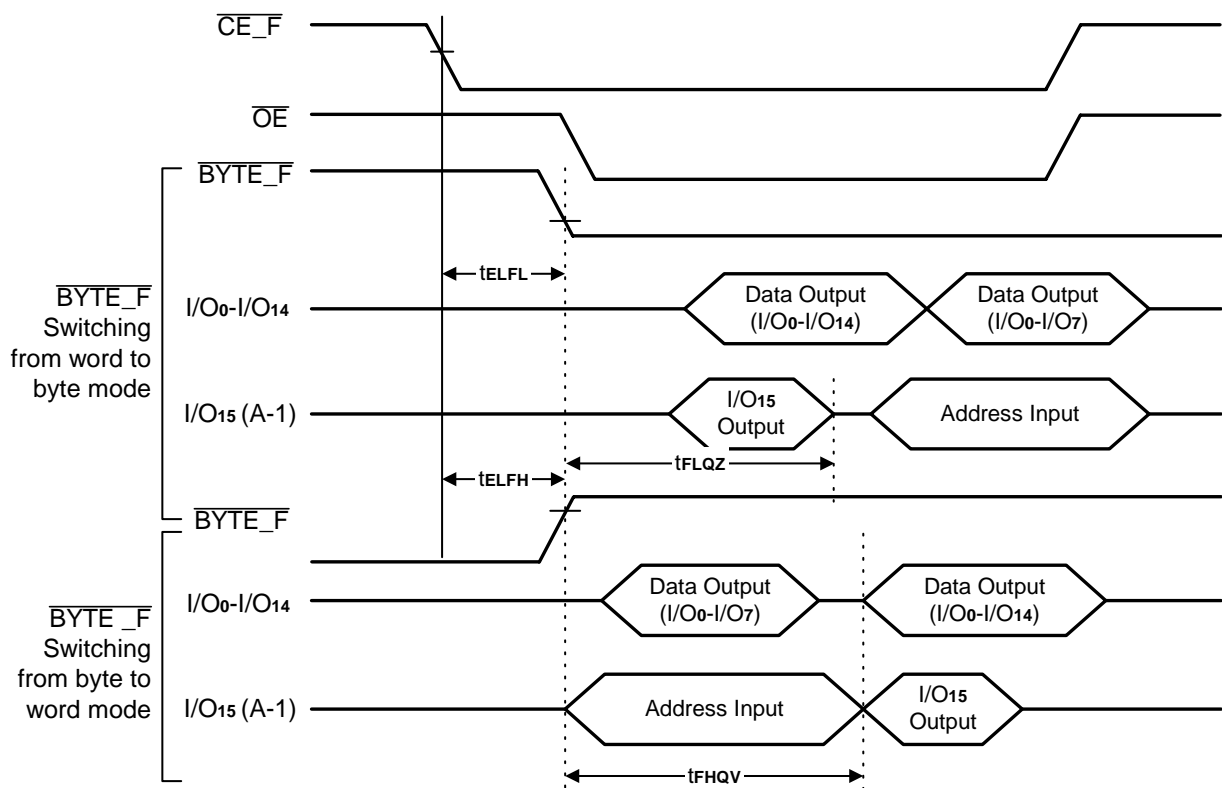 CE_F
OE
BYTE_F
tELFL
BYTE_F
Switching
from word to
byte mode
I/O0-I/O14
Data Output
(I/O0-I/O14)
Data Output
(I/O0-I/O7)
I/O15 (A-1)
I/O15
Output
Address Input
tFLQZ
tELFH
BYTE_F
BYTE _F
Switching
from byte to
word mode
I/O0-I/O14
Data Output
(I/O0-I/O7)
Data Output
(I/O0-I/O14)
I/O15 (A-1)
Address Input
I/O15
Output
tFHQV